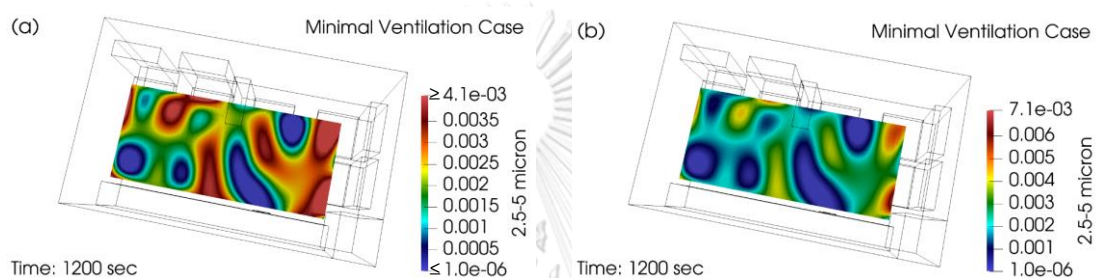 (a)
Minimal Ventilation Case
≥ 4.1e-03
0.0035
0.003
0.0025
0.002
0.0015
0.001
0.0005
≤ 1.0e-06
2.5-5 micron
Time: 1200 sec
(b)
Minimal Ventilation Case
7.1e-03
0.006
0.005
0.004
0.003
0.002
0.001
1.0e-06
2.5-5 micron
Time: 1200 sec